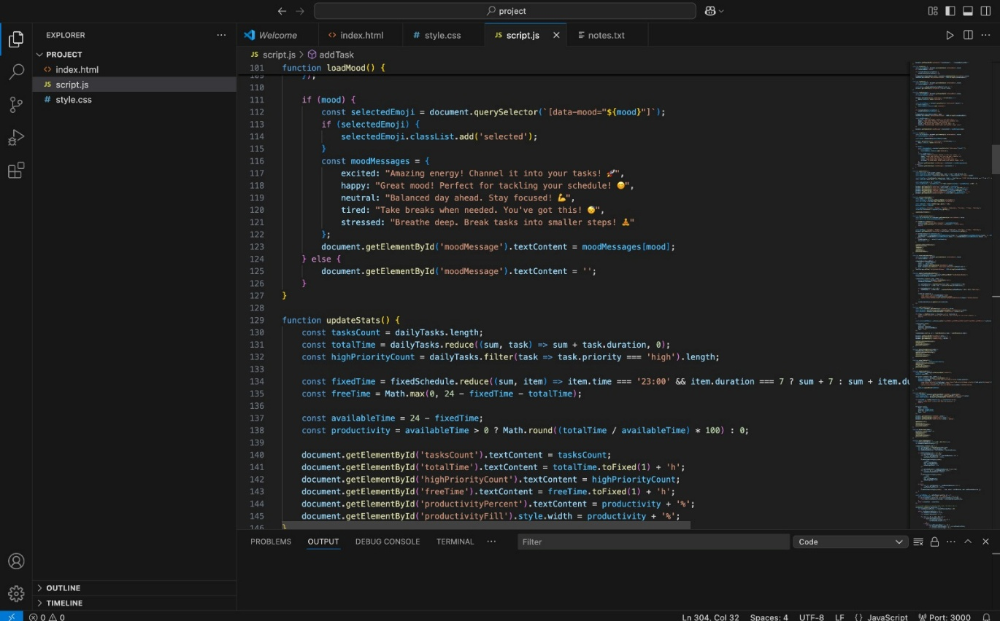 project
EXPLORER
PROJECT
index.html
JS script.js
# style.css
OUTLINE
TIMELINE
Welcome
index.html
# style.css
JS script.js
notes.txt
JS script.js > addTask
101 function loadMood() {
109 });
110
111 if (mood) {
112 const selectedEmoji = document.querySelector(`[data-mood="${mood}"]`);
113 if (selectedEmoji) {
114 selectedEmoji.classList.add('selected');
115 }
116 const moodMessages = {
117 excited: "Amazing energy! Channel it into your tasks! 🚀",
118 happy: "Great mood! Perfect for tackling your schedule! 😊",
119 neutral: "Balanced day ahead. Stay focused! 💪",
120 tired: "Take breaks when needed. You've got this! 😴",
121 stressed: "Breathe deep. Break tasks into smaller steps! 🧘"
122 };
123 document.getElementById('moodMessage').textContent = moodMessages[mood];
124 } else {
125 document.getElementById('moodMessage').textContent = '';
126 }
127 }
128
129 function updateStats() {
130 const tasksCount = dailyTasks.length;
131 const totalTime = dailyTasks.reduce((sum, task) => sum + task.duration, 0);
132 const highPriorityCount = dailyTasks.filter(task => task.priority === 'high').length;
133
134 const fixedTime = fixedSchedule.reduce((sum, item) => item.time === '23:00' && item.duration === 7 ? sum + 7 : sum + item.du
135 const freeTime = Math.max(0, 24 - fixedTime - totalTime);
136
137 const availableTime = 24 - fixedTime;
138 const productivity = availableTime > 0 ? Math.round((totalTime / availableTime) * 100) : 0;
139
140 document.getElementById('tasksCount').textContent = tasksCount;
141 document.getElementById('totalTime').textContent = totalTime.toFixed(1) + 'h';
142 document.getElementById('highPriorityCount').textContent = highPriorityCount;
143 document.getElementById('freeTime').textContent = freeTime.toFixed(1) + 'h';
144 document.getElementById('productivityPercent').textContent = productivity + '%';
145 document.getElementById('productivityFill').style.width = productivity + '%';
146 }
PROBLEMS OUTPUT DEBUG CONSOLE TERMINAL ··· Filter Code
0 0 Ln 304, Col 32 Spaces: 4 UTF-8 LF {} JavaScript Port: 3000